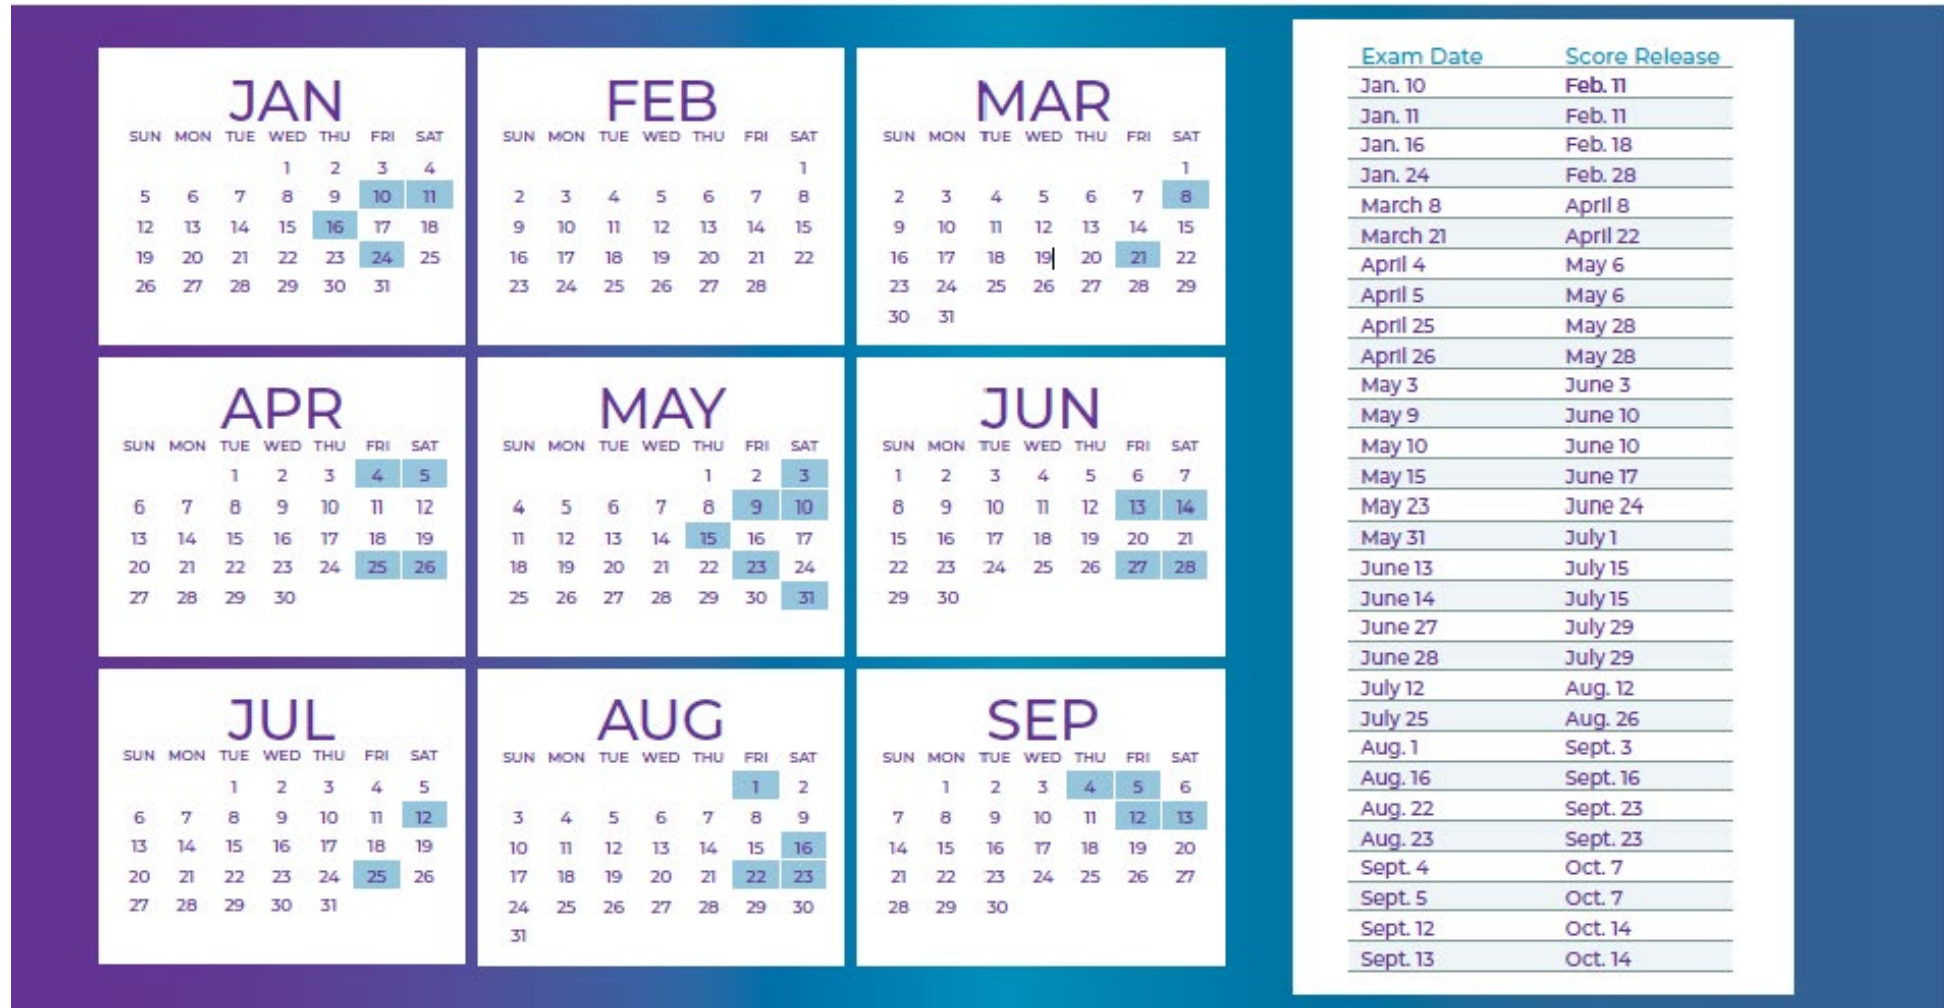 JAN
SUN MON TUE WED THU FRI SAT
1 2 3 4
5 6 7 8 9 10 11
12 13 14 15 16 17 18
19 20 21 22 23 24 25
26 27 28 29 30 31
FEB
SUN MON TUE WED THU FRI SAT
1
2 3 4 5 6 7 8
9 10 11 12 13 14 15
16 17 18 19 20 21 22
23 24 25 26 27 28
MAR
SUN MON TUE WED THU FRI SAT
1
2 3 4 5 6 7 8
9 10 11 12 13 14 15
16 17 18 19 20 21 22
23 24 25 26 27 28 29
30 31
APR
SUN MON TUE WED THU FRI SAT
1 2 3 4 5
6 7 8 9 10 11 12
13 14 15 16 17 18 19
20 21 22 23 24 25 26
27 28 29 30
MAY
SUN MON TUE WED THU FRI SAT
1 2 3
4 5 6 7 8 9 10
11 12 13 14 15 16 17
18 19 20 21 22 23 24
25 26 27 28 29 30 31
JUN
SUN MON TUE WED THU FRI SAT
1 2 3 4 5 6 7
8 9 10 11 12 13 14
15 16 17 18 19 20 21
22 23 24 25 26 27 28
29 30
JUL
SUN MON TUE WED THU FRI SAT
1 2 3 4 5
6 7 8 9 10 11 12
13 14 15 16 17 18 19
20 21 22 23 24 25 26
27 28 29 30 31
AUG
SUN MON TUE WED THU FRI SAT
1 2
3 4 5 6 7 8 9
10 11 12 13 14 15 16
17 18 19 20 21 22 23
24 25 26 27 28 29 30
31
SEP
SUN MON TUE WED THU FRI SAT
1 2 3 4 5 6
7 8 9 10 11 12 13
14 15 16 17 18 19 20
21 22 23 24 25 26 27
28 29 30
Exam Date Score Release
Jan. 10 Feb. 11
Jan. 11 Feb. 11
Jan. 16 Feb. 18
Jan. 24 Feb. 28
March 8 April 8
March 21 April 22
April 4 May 6
April 5 May 6
April 25 May 28
April 26 May 28
May 3 June 3
May 9 June 10
May 10 June 10
May 15 June 17
May 23 June 24
May 31 July 1
June 13 July 15
June 14 July 15
June 27 July 29
June 28 July 29
July 12 Aug. 12
July 25 Aug. 26
Aug. 1 Sept. 3
Aug. 16 Sept. 16
Aug. 22 Sept. 23
Aug. 23 Sept. 23
Sept. 4 Oct. 7
Sept. 5 Oct. 7
Sept. 12 Oct. 14
Sept. 13 Oct. 14